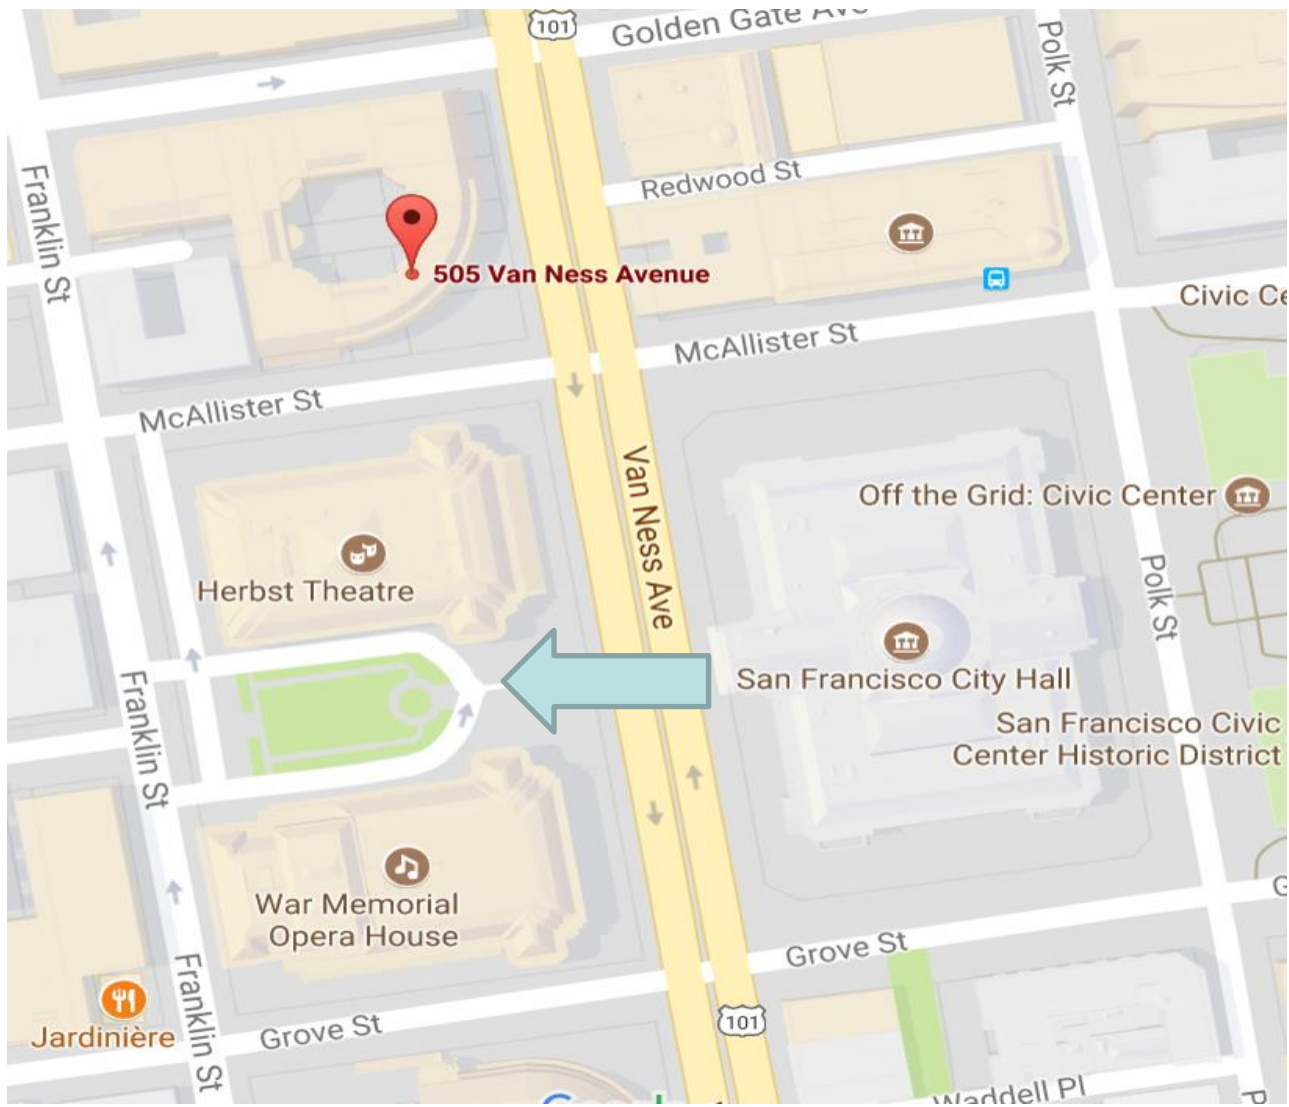 101
Golden Gate Ave
Polk St
Franklin St
Redwood St
505 Van Ness Avenue
Civic Ce
McAllister St
McAllister St
Van Ness Ave
Off the Grid: Civic Center
Herbst Theatre
Polk St
San Francisco City Hall
Franklin St
San Francisco Civic
Center Historic District
War Memorial
Opera House
G
Grove St
Franklin St
Jardinière
Grove St
101
Waddell Pl
P